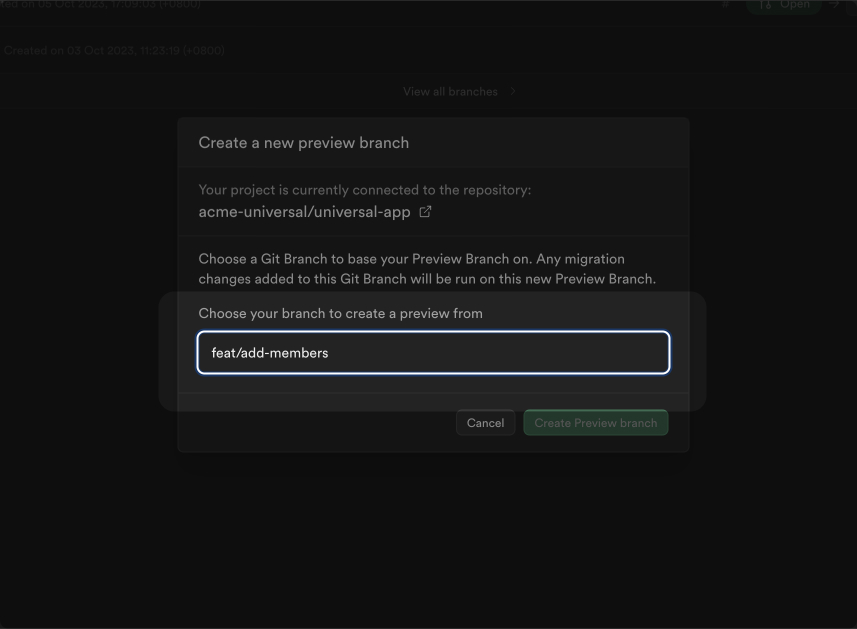 ed on 05 Oct 2023, 17:09:03 (+0800)
Open
Created on 03 Oct 2023, 11:23:19 (+0800)
View all branches
Create a new preview branch
Your project is currently connected to the repository:
acme-universal/universal-app
Choose a Git Branch to base your Preview Branch on. Any migration
changes added to this Git Branch will be run on this new Preview Branch.
Choose your branch to create a preview from
feat/add-members
Cancel
Create Preview branch